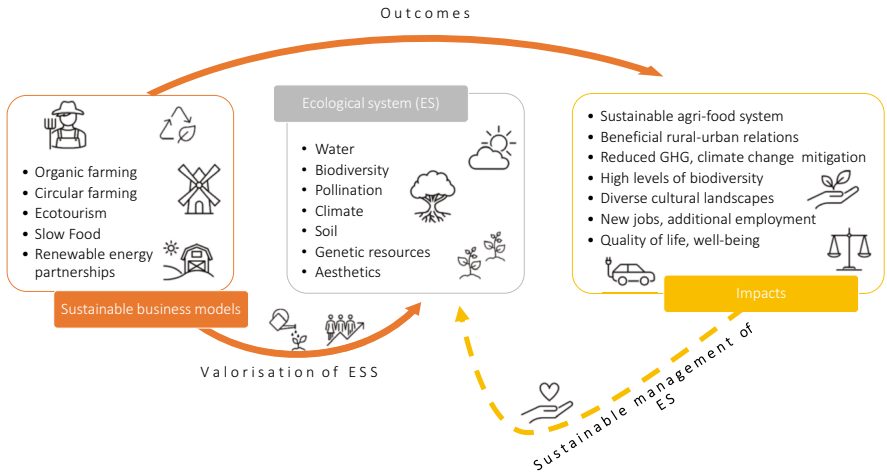 Outcomes
Ecological system (ES)
• Organic farming
• Circular farming
• Ecotourism
• Slow Food
• Renewable energy
partnerships
Sustainable business models
• Water
• Biodiversity
• Pollination
• Climate
• Soil
• Genetic resources
• Aesthetics
• Sustainable agri-food system
• Beneficial rural-urban relations
• Reduced GHG, climate change mitigation
• High levels of biodiversity
• Diverse cultural landscapes
• New jobs, additional employment
• Quality of life, well-being
Impacts
Valorisation of ESS
Sustainable management of
ES